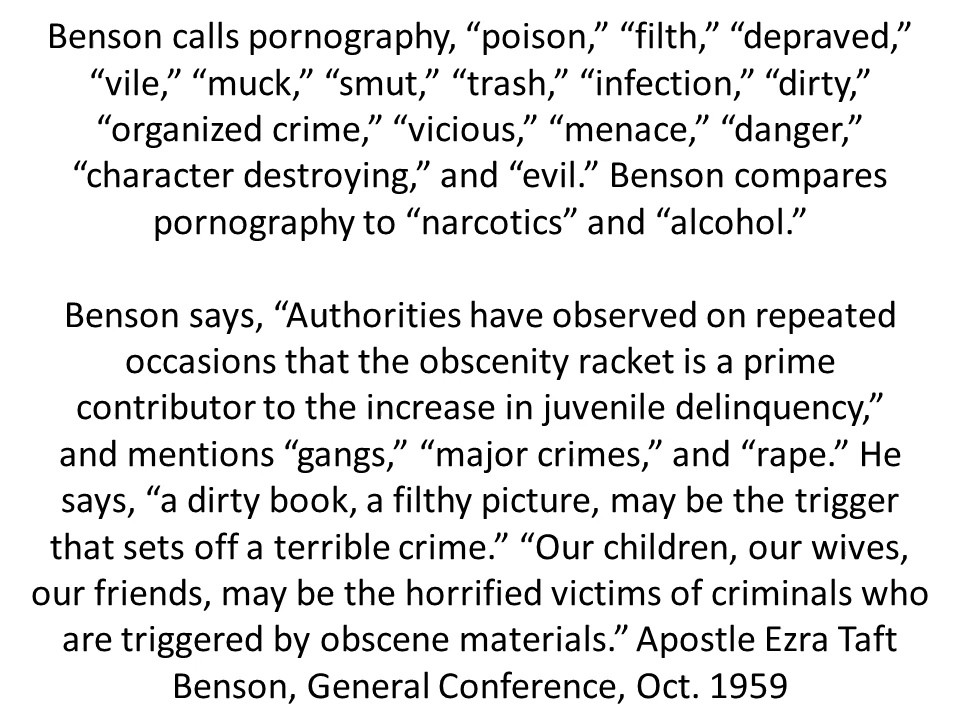 Benson calls pornography, “poison,” “filth,” “depraved,”
“vile,” “muck,” “smut,” “trash,” “infection,” “dirty,”
“organized crime,” “vicious,” “menace,” “danger,”
“character destroying,” and “evil.” Benson compares
pornography to “narcotics” and “alcohol.”
Benson says, “Authorities have observed on repeated
occasions that the obscenity racket is a prime
contributor to the increase in juvenile delinquency,”
and mentions “gangs,” “major crimes,” and “rape.” He
says, “a dirty book, a filthy picture, may be the trigger
that sets off a terrible crime.” “Our children, our wives,
our friends, may be the horrified victims of criminals who
are triggered by obscene materials.” Apostle Ezra Taft
Benson, General Conference, Oct. 1959